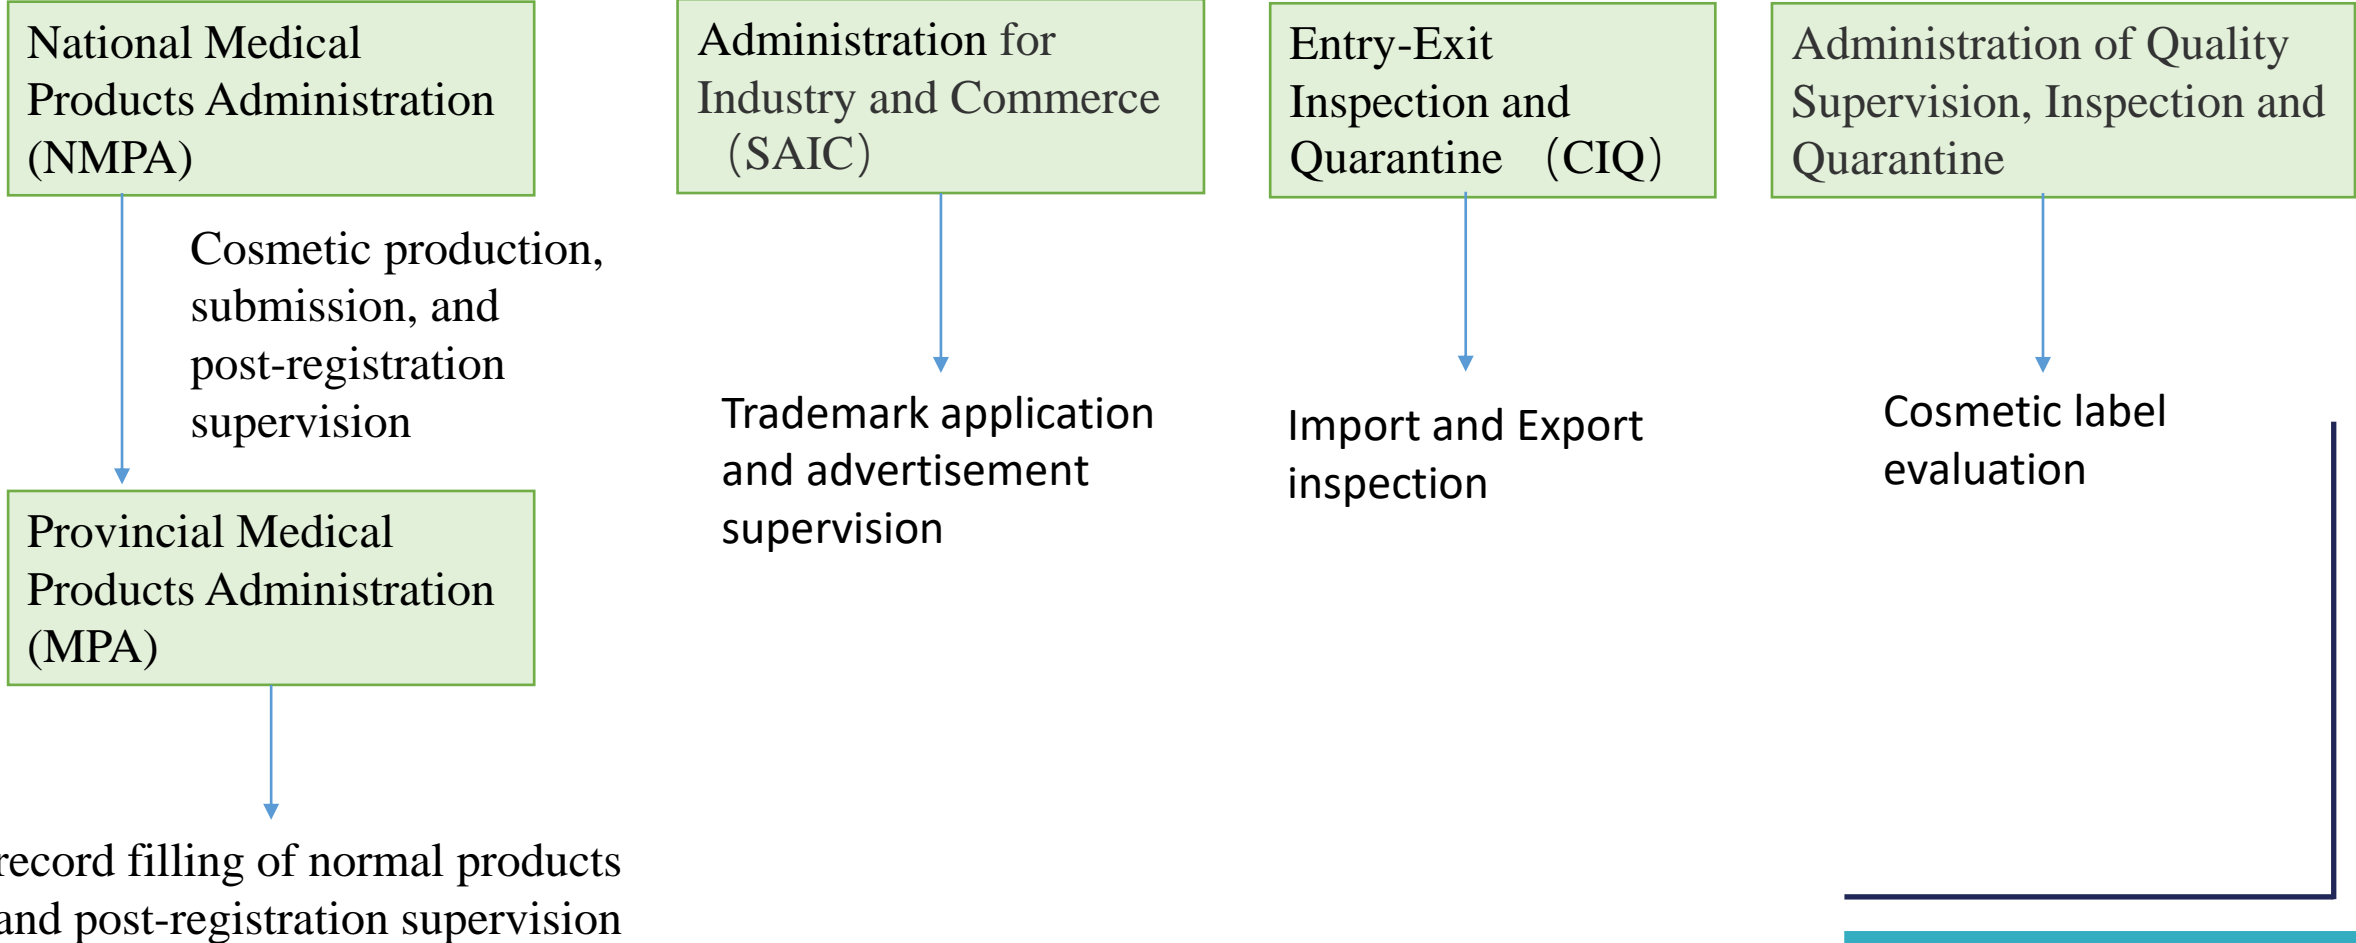 National Medical
Products Administration
(NMPA)
Administration for
Industry and Commerce
（SAIC）
Entry-Exit
Inspection and
Quarantine （CIQ）
Administration of Quality
Supervision, Inspection and
Quarantine
Cosmetic production,
submission, and
post-registration
supervision
Trademark application
and advertisement
supervision
Import and Export
inspection
Cosmetic label
evaluation
Provincial Medical
Products Administration
(MPA)
record filling of normal products
and post-registration supervision